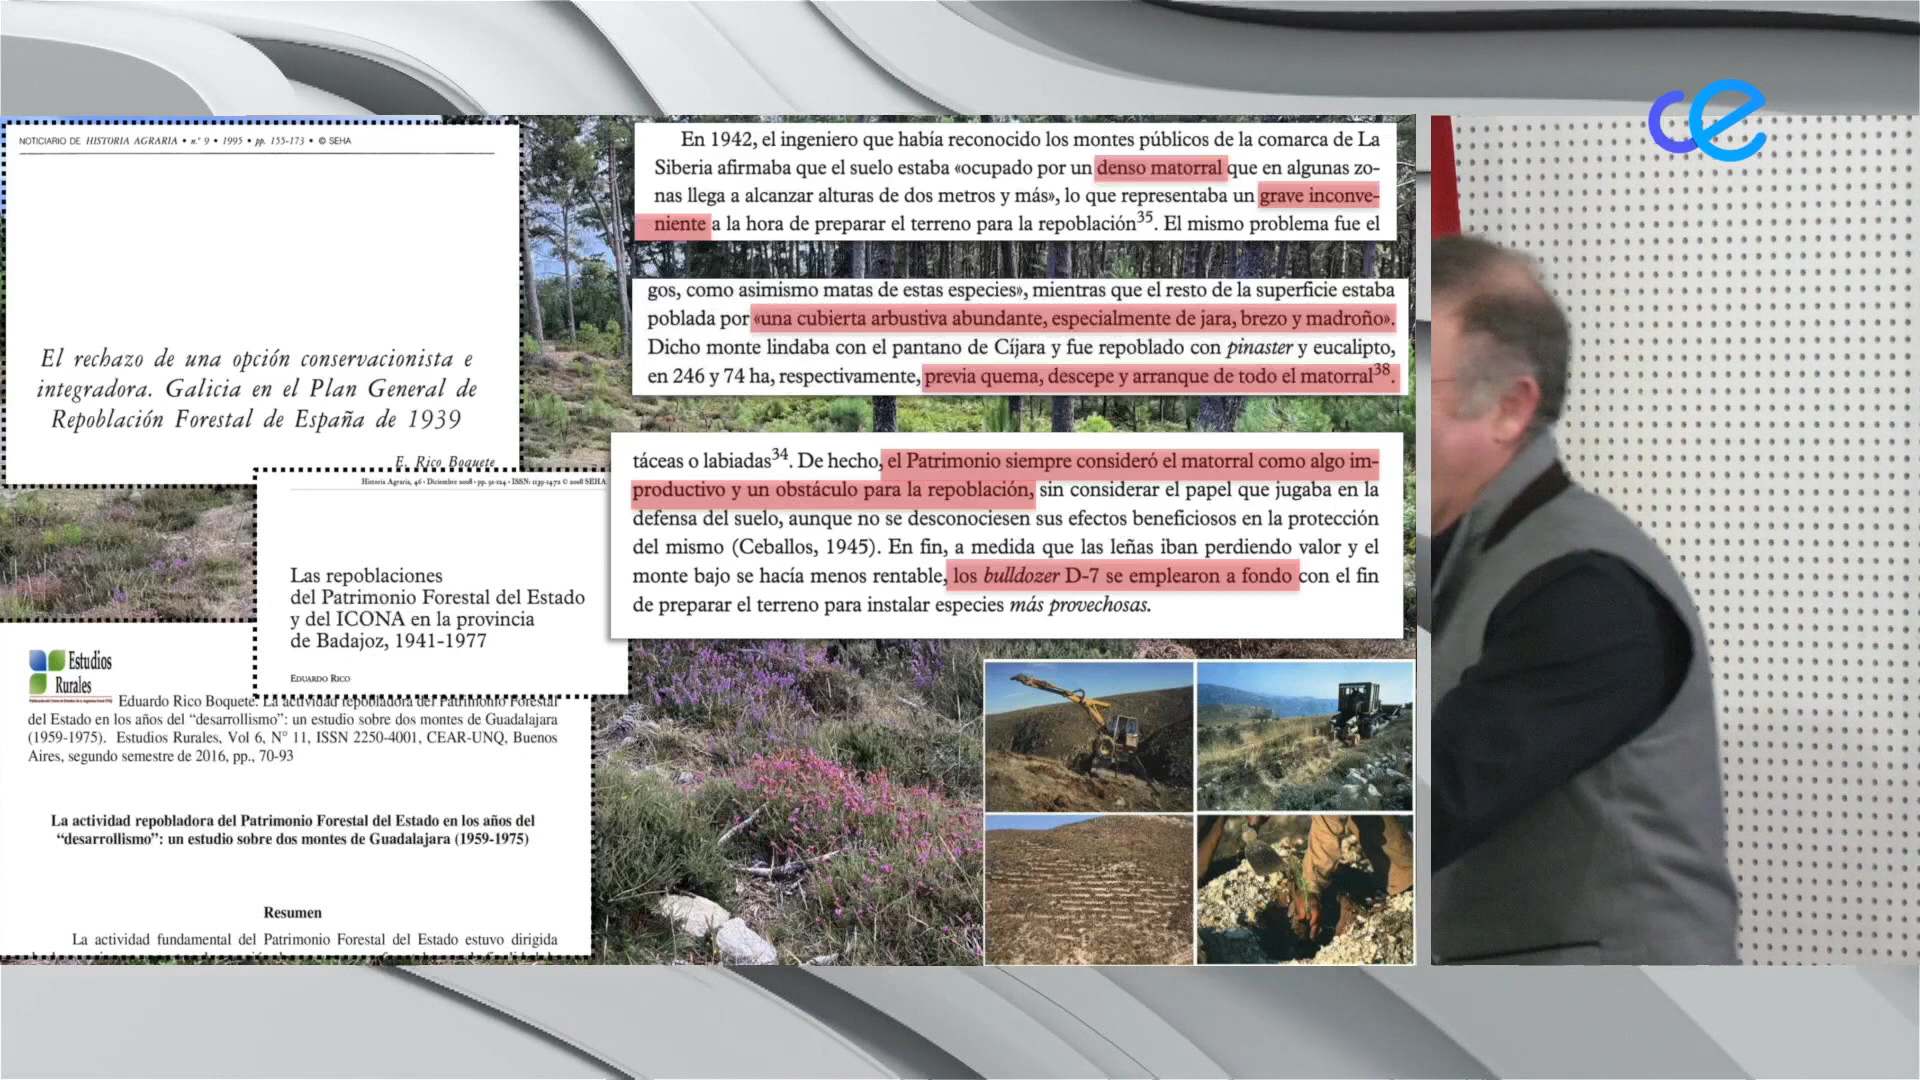 NOTICIARIO DE HISTORIA AGRARIA • n.º 9 • 1995 • pp. 155-173 • © SEHA
El rechazo de una opción conservacionista e
integradora. Galicia en el Plan General de
Repoblación Forestal de España de 1939
E. Rico Boquete
Historia Agraria, 46 · Diciembre 2008 · pp. 91-124 · ISSN: 1139-1472 © 2008 SEHA
Las repoblaciones
del Patrimonio Forestal del Estado
y del ICONA en la provincia
de Badajoz, 1941-1977
EDUARDO RICO
Estudios
Rurales
Eduardo Rico Boquete. La actividad repobladora del Patrimonio Forestal
del Estado en los años del “desarrollismo”: un estudio sobre dos montes de Guadalajara
(1959-1975). Estudios Rurales, Vol 6, N° 11, ISSN 2250-4001, CEAR-UNQ, Buenos
Aires, segundo semestre de 2016, pp., 70-93
La actividad repobladora del Patrimonio Forestal del Estado en los años del
“desarrollismo”: un estudio sobre dos montes de Guadalajara (1959-1975)
Resumen
La actividad fundamental del Patrimonio Forestal del Estado estuvo dirigida
En 1942, el ingeniero que había reconocido los montes públicos de la comarca de La
Siberia afirmaba que el suelo estaba «ocupado por un denso matorral que en algunas zo-
nas llega a alcanzar alturas de dos metros y más», lo que representaba un grave inconve-
niente a la hora de preparar el terreno para la repoblación35. El mismo problema fue el
gos, como asimismo matas de estas especies», mientras que el resto de la superficie estaba
poblada por «una cubierta arbustiva abundante, especialmente de jara, brezo y madroño».
Dicho monte lindaba con el pantano de Cíjara y fue repoblado con pinaster y eucalipto,
en 246 y 74 ha, respectivamente, previa quema, descepe y arranque de todo el matorral38.
táceas o labiadas34. De hecho, el Patrimonio siempre consideró el matorral como algo im-
productivo y un obstáculo para la repoblación, sin considerar el papel que jugaba en la
defensa del suelo, aunque no se desconociesen sus efectos beneficiosos en la protección
del mismo (Ceballos, 1945). En fin, a medida que las leñas iban perdiendo valor y el
monte bajo se hacía menos rentable, los bulldozer D-7 se emplearon a fondo con el fin
de preparar el terreno para instalar especies más provechosas.
ce